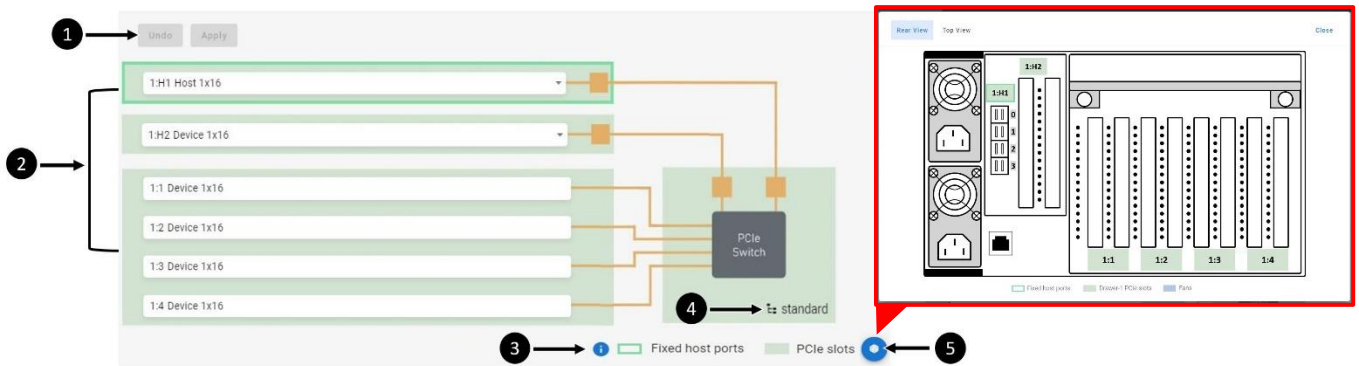 1
Undo Apply
2
1:H1 Host 1x16
1:H2 Device 1x16
1:1 Device 1x16
1:2 Device 1x16
1:3 Device 1x16
1:4 Device 1x16
PCIe
Switch
4
standard
3
i
Fixed host ports
PCIe slots
5
Rear View Top View Close
1:H2
1:H1
0
1
2
3
1:1 1:2 1:3 1:4
Fixed host ports Drawer-1 PCIe slots Fans